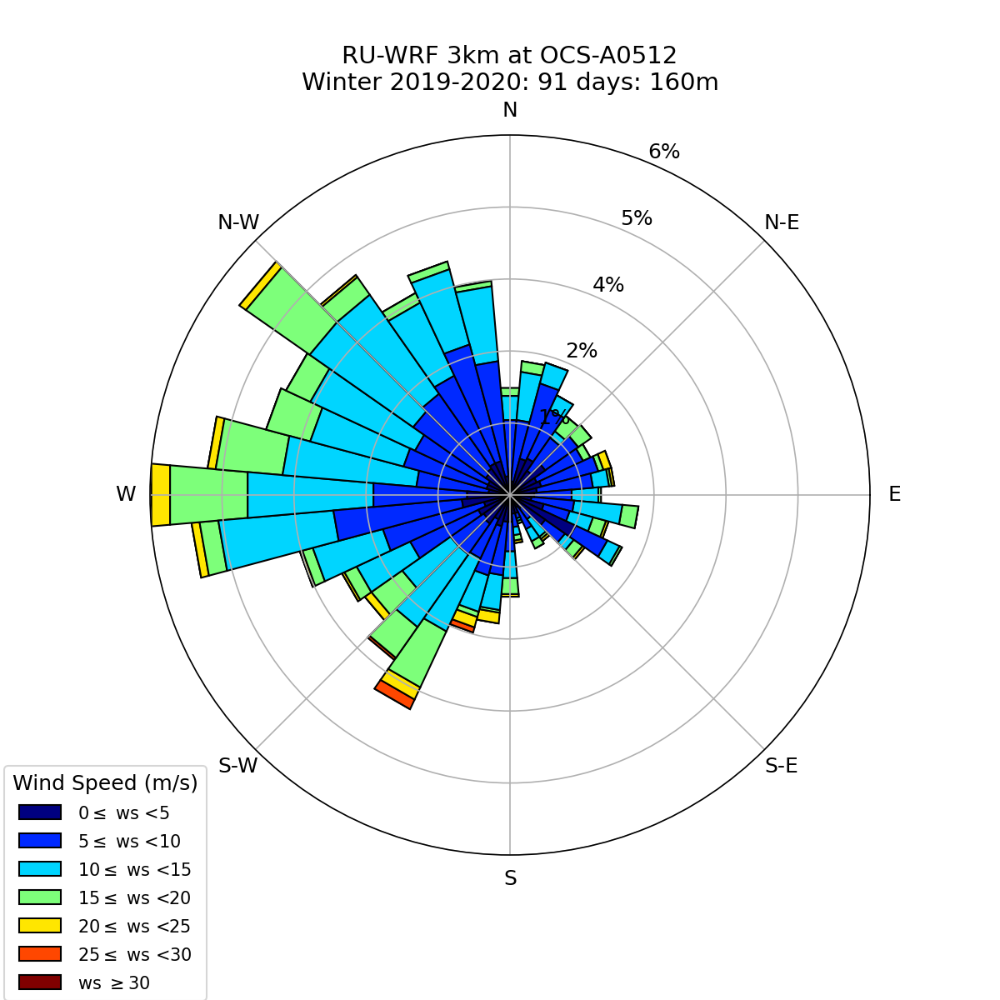 RU-WRF 3km at OCS-A0512
Winter 2019-2020: 91 days: 160m
N
6%
5%
N-W
N-E
4%
2%
1%
W
E
S-W
S-E
S
Wind Speed (m/s)
0≤ ws <5
5≤ ws <10
10≤ ws <15
15≤ ws <20
20≤ ws <25
25≤ ws <30
ws ≥30